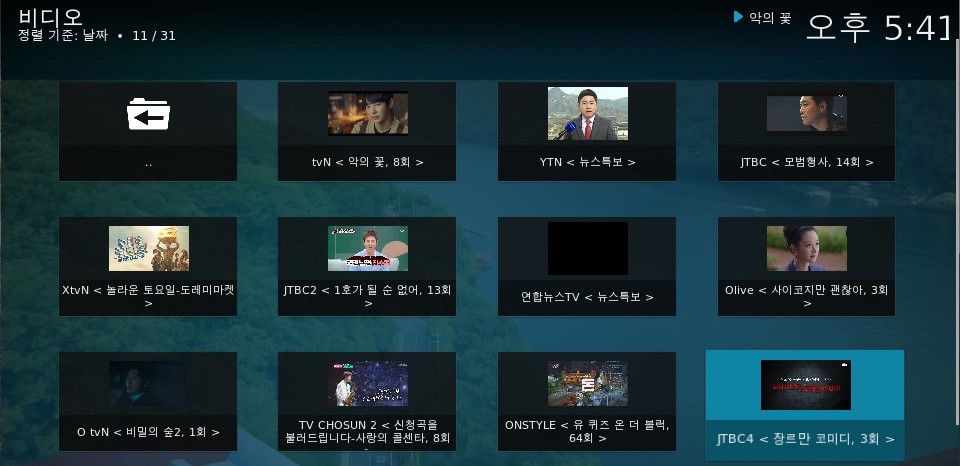 비디오
정렬 기준: 날짜 • 11 / 31
악의 꽃
오후 5:41
..
tvN < 악의 꽃, 8회 >
YTN < 뉴스특보 >
JTBC < 모범형사, 14회 >
XtvN < 놀라운 토요일-도레미마켓
>
JTBC2 < 1호가 될 순 없어, 13회
>
연합뉴스TV < 뉴스특보 >
Olive < 사이코지만 괜찮아, 3회
>
O tvN < 비밀의 숲2, 1회 >
TV CHOSUN 2 < 신청곡을
불러드립니다-사랑의 콜센타, 8회
돈
ONSTYLE < 유 퀴즈 온 더 블럭,
64회 >
JTBC4 < 장르만 코미디, 3회 >